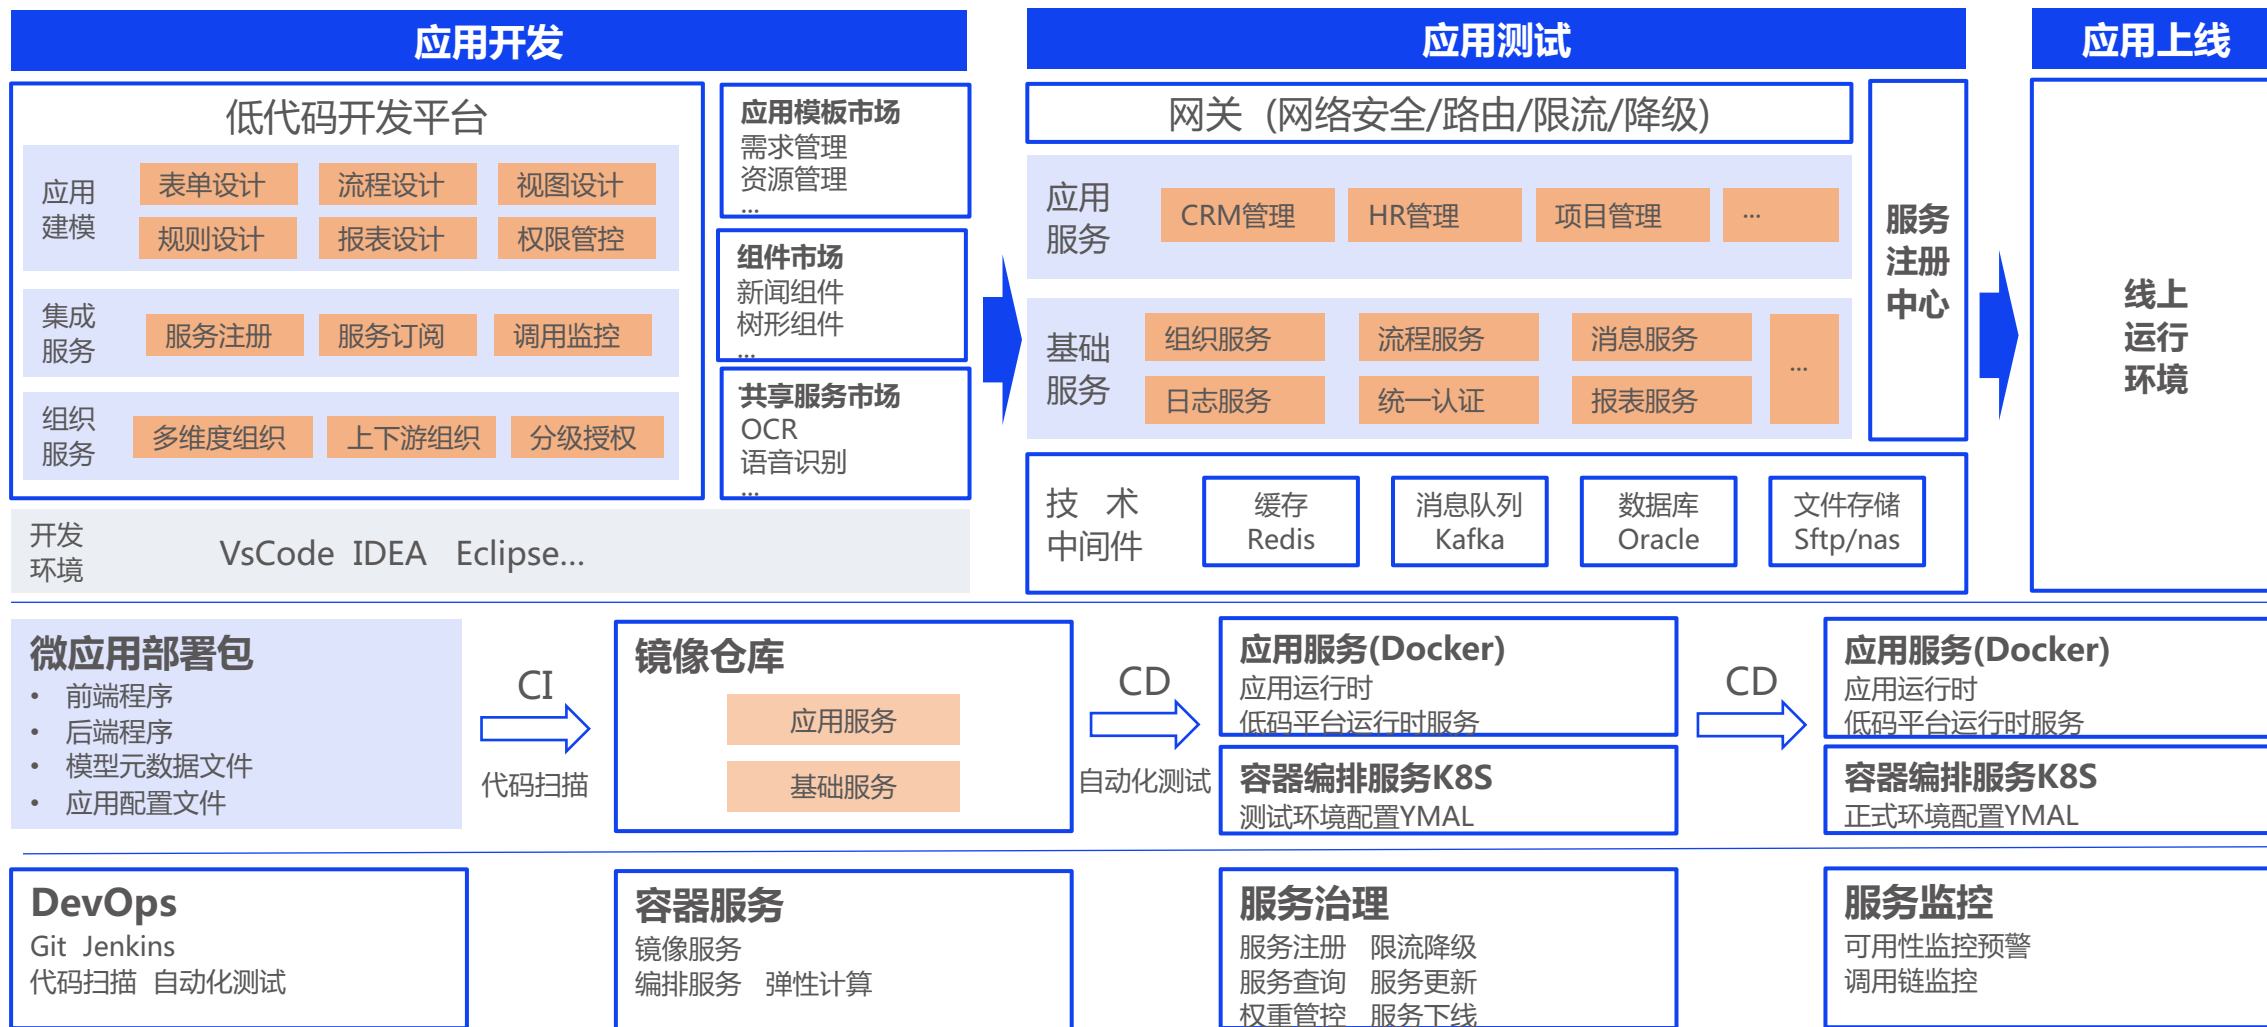 应用开发
低代码开发平台
应用
建模
表单设计
流程设计
视图设计
规则设计
报表设计
权限管控
集成
服务
服务注册
服务订阅
调用监控
组织
服务
多维度组织
上下游组织
分级授权
应用模板市场
需求管理
资源管理
...
组件市场
新闻组件
树形组件
...
共享服务市场
OCR
语音识别
...
开发
环境
VsCode IDEA Eclipse...
应用测试
网关 (网络安全/路由/限流/降级)
应用
服务
CRM管理
HR管理
项目管理
...
基础
服务
组织服务
流程服务
消息服务
日志服务
统一认证
报表服务
...
服务
注册
中心
技 术
中间件
缓存
Redis
消息队列
Kafka
数据库
Oracle
文件存储
Sftp/nas
应用上线
线上
运行
环境
微应用部署包
• 前端程序
• 后端程序
• 模型元数据文件
• 应用配置文件
CI
代码扫描
镜像仓库
应用服务
基础服务
CD
自动化测试
应用服务(Docker)
应用运行时
低码平台运行时服务
容器编排服务K8S
测试环境配置YMAL
CD
应用服务(Docker)
应用运行时
低码平台运行时服务
容器编排服务K8S
正式环境配置YMAL
DevOps
Git Jenkins
代码扫描 自动化测试
容器服务
镜像服务
编排服务 弹性计算
服务治理
服务注册 限流降级
服务查询 服务更新
权重管控 服务下线
服务监控
可用性监控预警
调用链监控